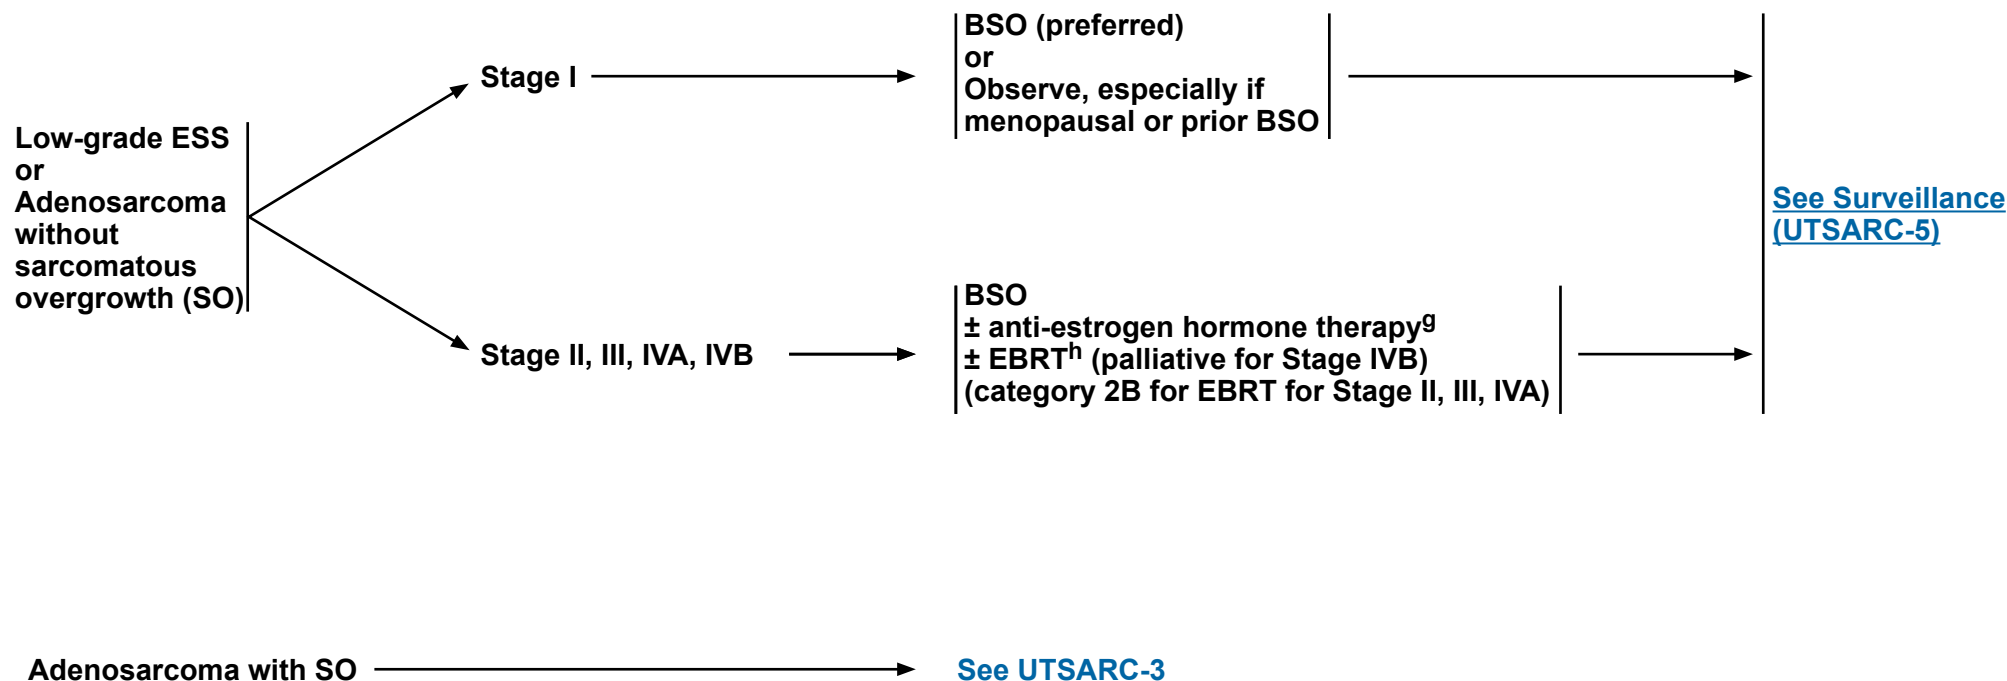 Low-grade ESS
or
Adenosarcoma
without
sarcomatous
overgrowth (SO)
Stage I
BSO (preferred)
or
Observe, especially if
menopausal or prior BSO
Stage II, III, IVA, IVB
BSO
± anti-estrogen hormone therapyᵍ
± EBRTʰ (palliative for Stage IVB)
(category 2B for EBRT for Stage II, III, IVA)
See Surveillance
(UTSARC-5)
Adenosarcoma with SO
See UTSARC-3